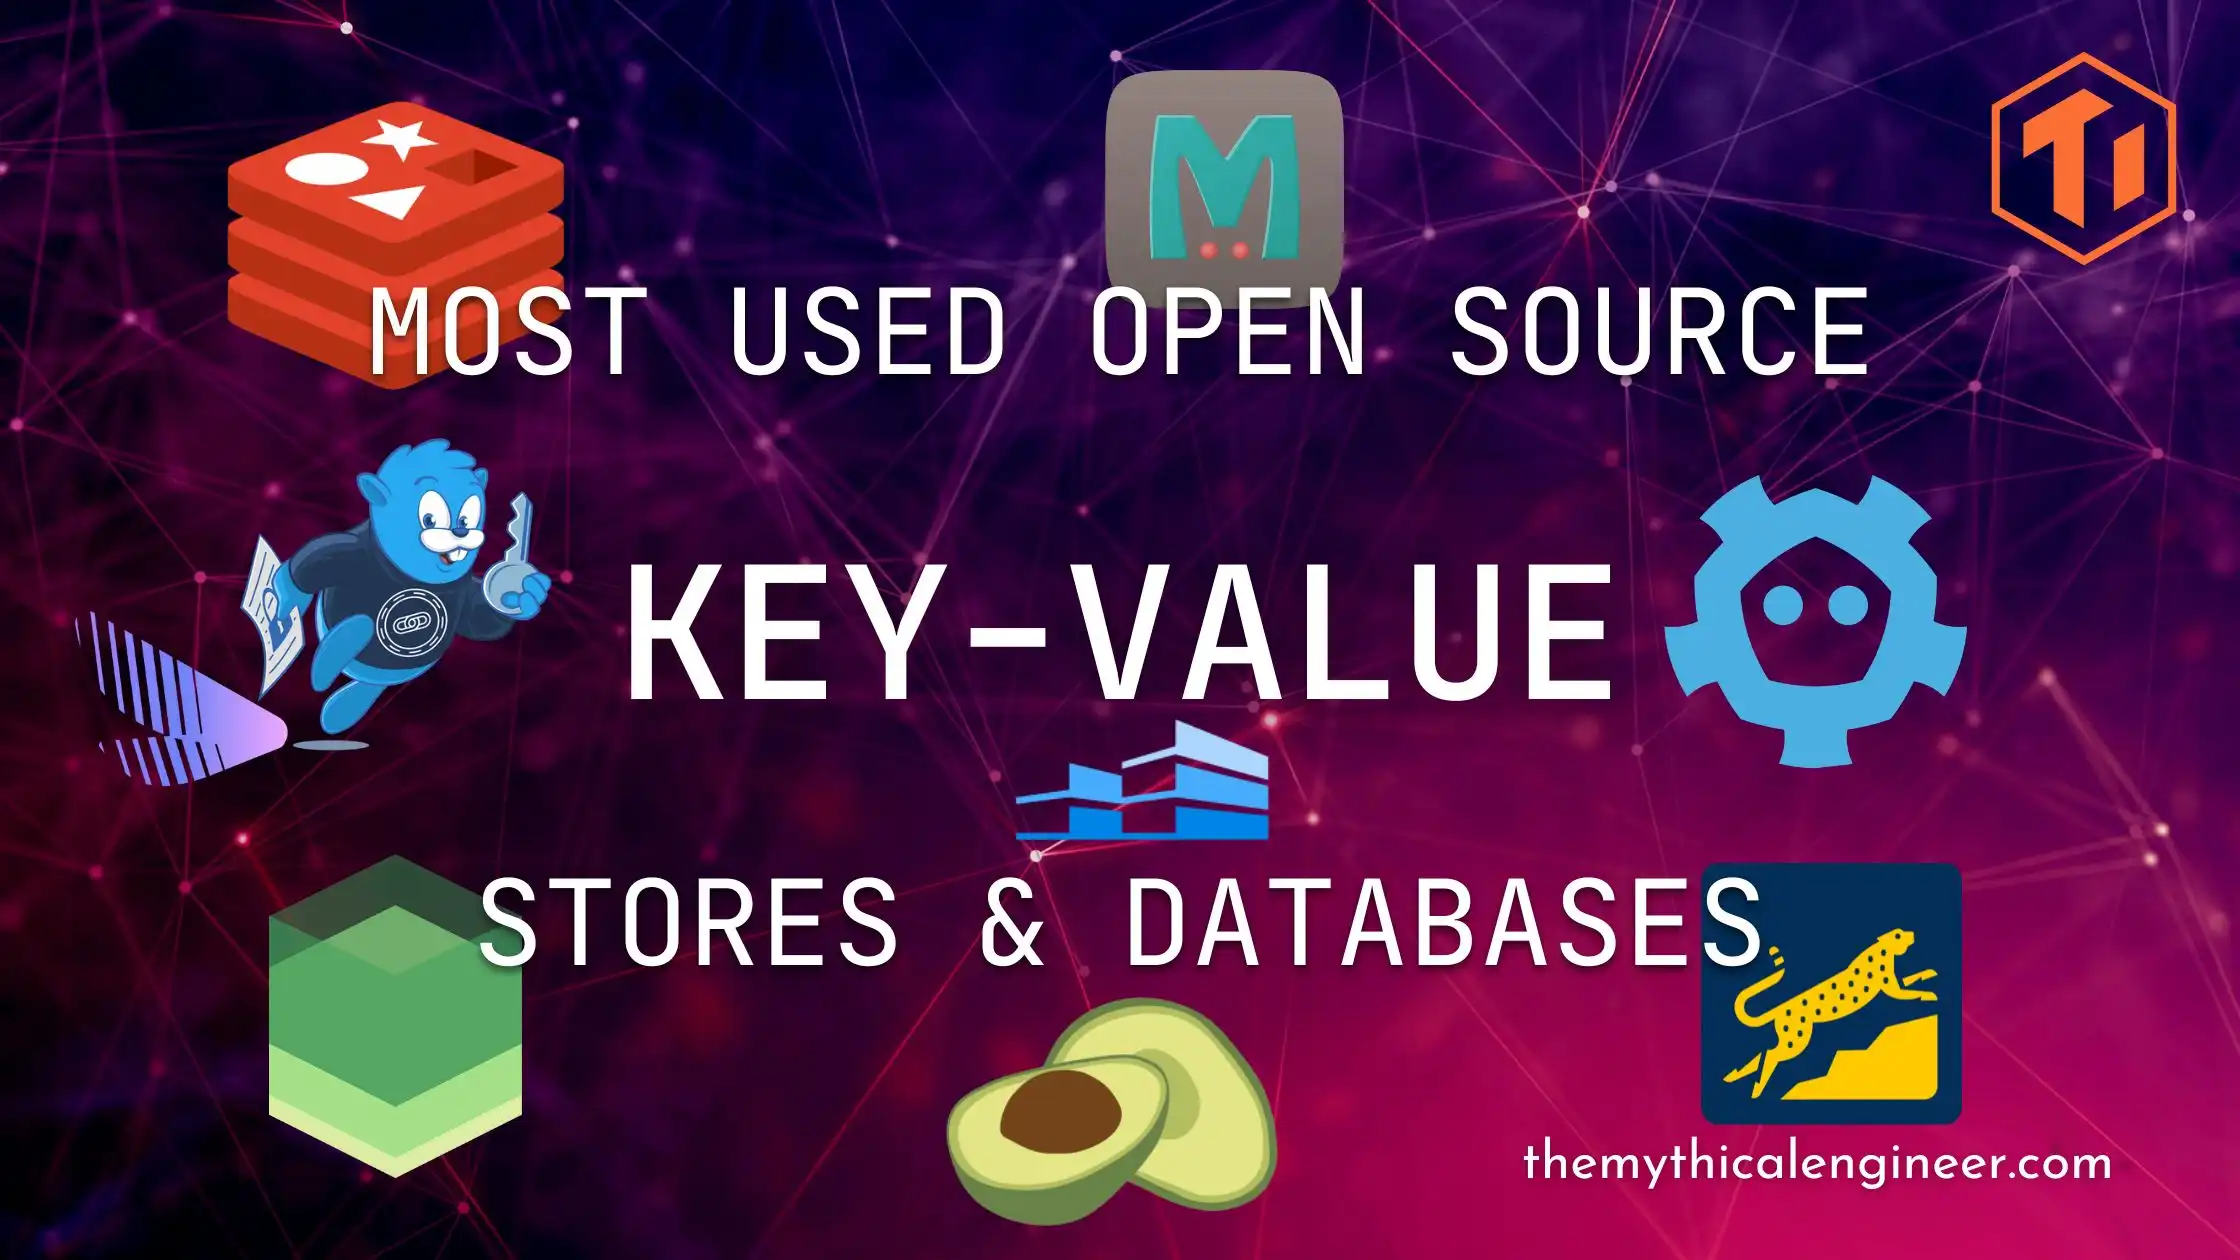 MOST USED OPEN SOURCE
KEY-VALUE
STORES & DATABASES
themythicalengineer.com